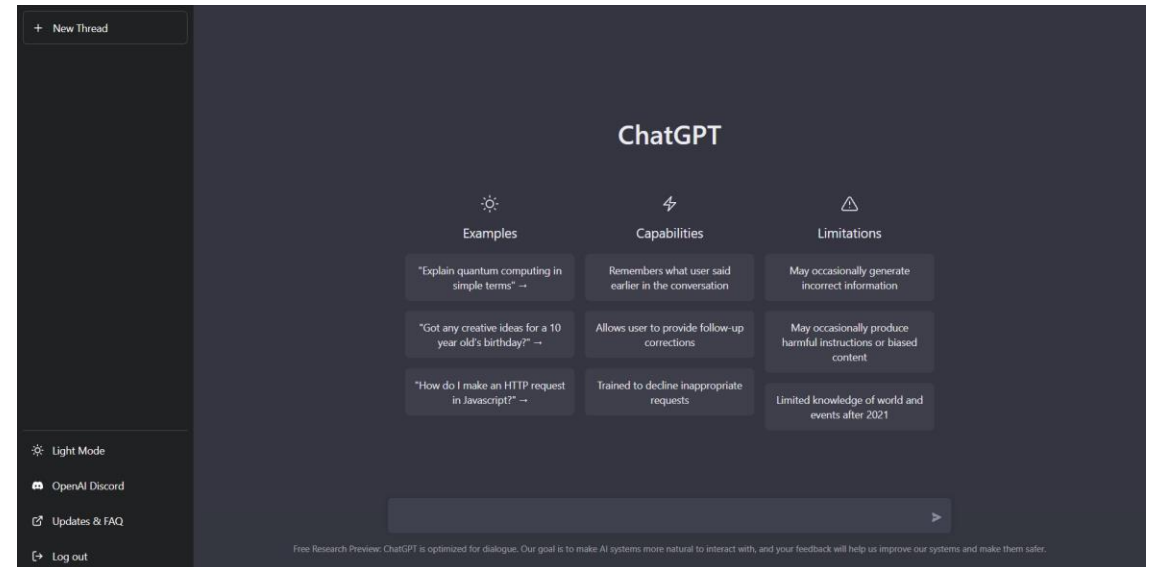 + New Thread
ChatGPT
Examples
"Explain quantum computing in
simple terms" →
"Got any creative ideas for a 10
year old's birthday?" →
"How do I make an HTTP request
in Javascript?" →
Capabilities
Remembers what user said
earlier in the conversation
Allows user to provide follow-up
corrections
Trained to decline inappropriate
requests
Limitations
May occasionally generate
incorrect information
May occasionally produce
harmful instructions or biased
content
Limited knowledge of world and
events after 2021
Light Mode
OpenAI Discord
Updates & FAQ
Log out
Free Research Preview: ChatGPT is optimized for dialogue. Our goal is to make AI systems more natural to interact with, and your feedback will help us improve our systems and make them safer.